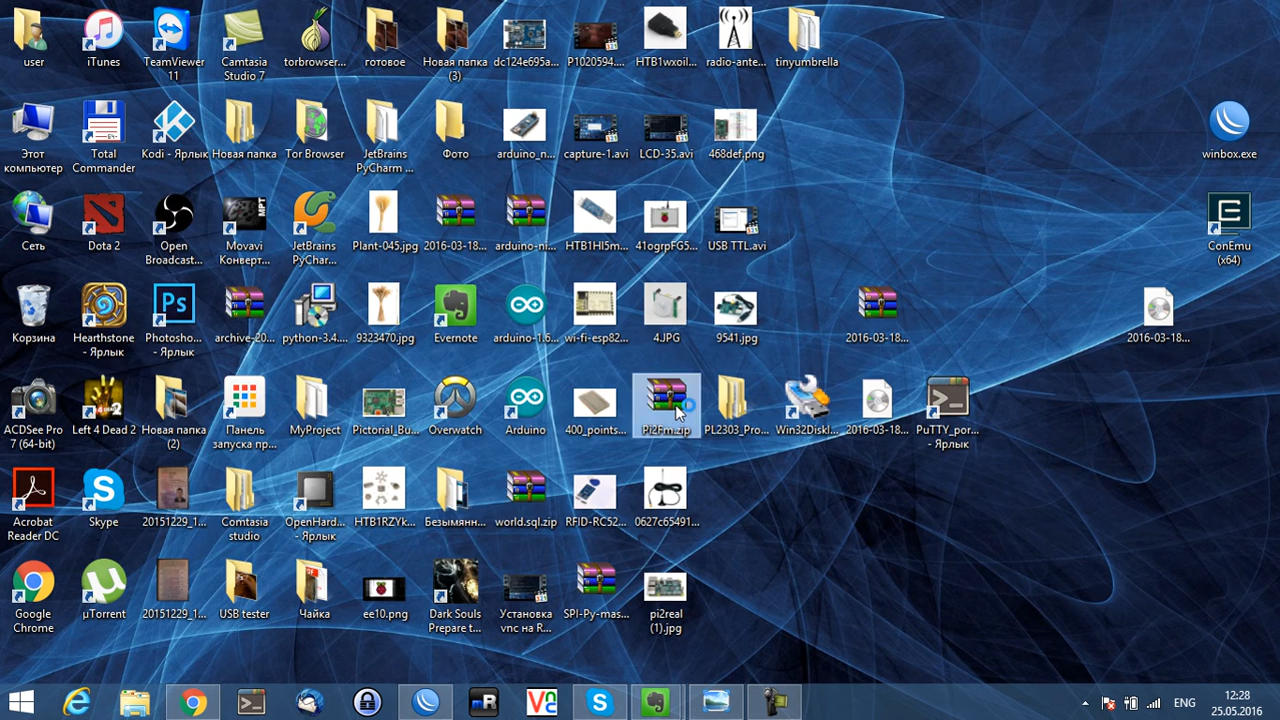 user
iTunes
TeamViewer
11
Camtasia
Studio 7
torbrowser...
готовое
Новая папка
(3)
dc124e695a...
P1020594....
HTB1wxoil...
radio-ante...
tinyumbrella
Этот
компьютер
Total
Commander
Kodi - Ярлык
Новая папка
Tor Browser
JetBrains
PyCharm ...
Фото
arduino_n...
capture-1.avi
LCD-35.avi
468def.png
winbox.exe
Сеть
Dota 2
Open
Broadcast...
Movavi
Конверт...
JetBrains
PyChar...
Plant-045.jpg
2016-03-18...
arduino-ni...
HTB1HI5m...
41ogrpFG5...
USB TTL.avi
ConEmu
(x64)
Корзина
Hearthstone
- Ярлык
Photosho...
- Ярлык
archive-20...
python-3.4....
9323470.jpg
Evernote
arduino-1.6...
wi-fi-esp82...
4.JPG
9541.jpg
2016-03-18...
2016-03-18...
ACDSee Pro
7 (64-bit)
Left 4 Dead 2
Новая папка
(2)
Панель
запуска пр...
MyProject
Pictorial_Bu...
Overwatch
Arduino
400_points...
Pi2Fm.zip
PL2303_Pro...
Win32DiskI...
2016-03-18...
PuTTY_por...
- Ярлык
Acrobat
Reader DC
Skype
20151229_1...
Comtasia
studio
OpenHard...
- Ярлык
HTB1RZYk...
Безымянн...
world.sql.zip
RFID-RC52...
0627c65491...
Google
Chrome
µTorrent
20151229_1...
USB tester
Чайка
ee10.png
Dark Souls
Prepare t...
Установка
vnc на R...
SPI-Py-mas...
pi2real
(1).jpg
ENG
12:28
25.05.2016